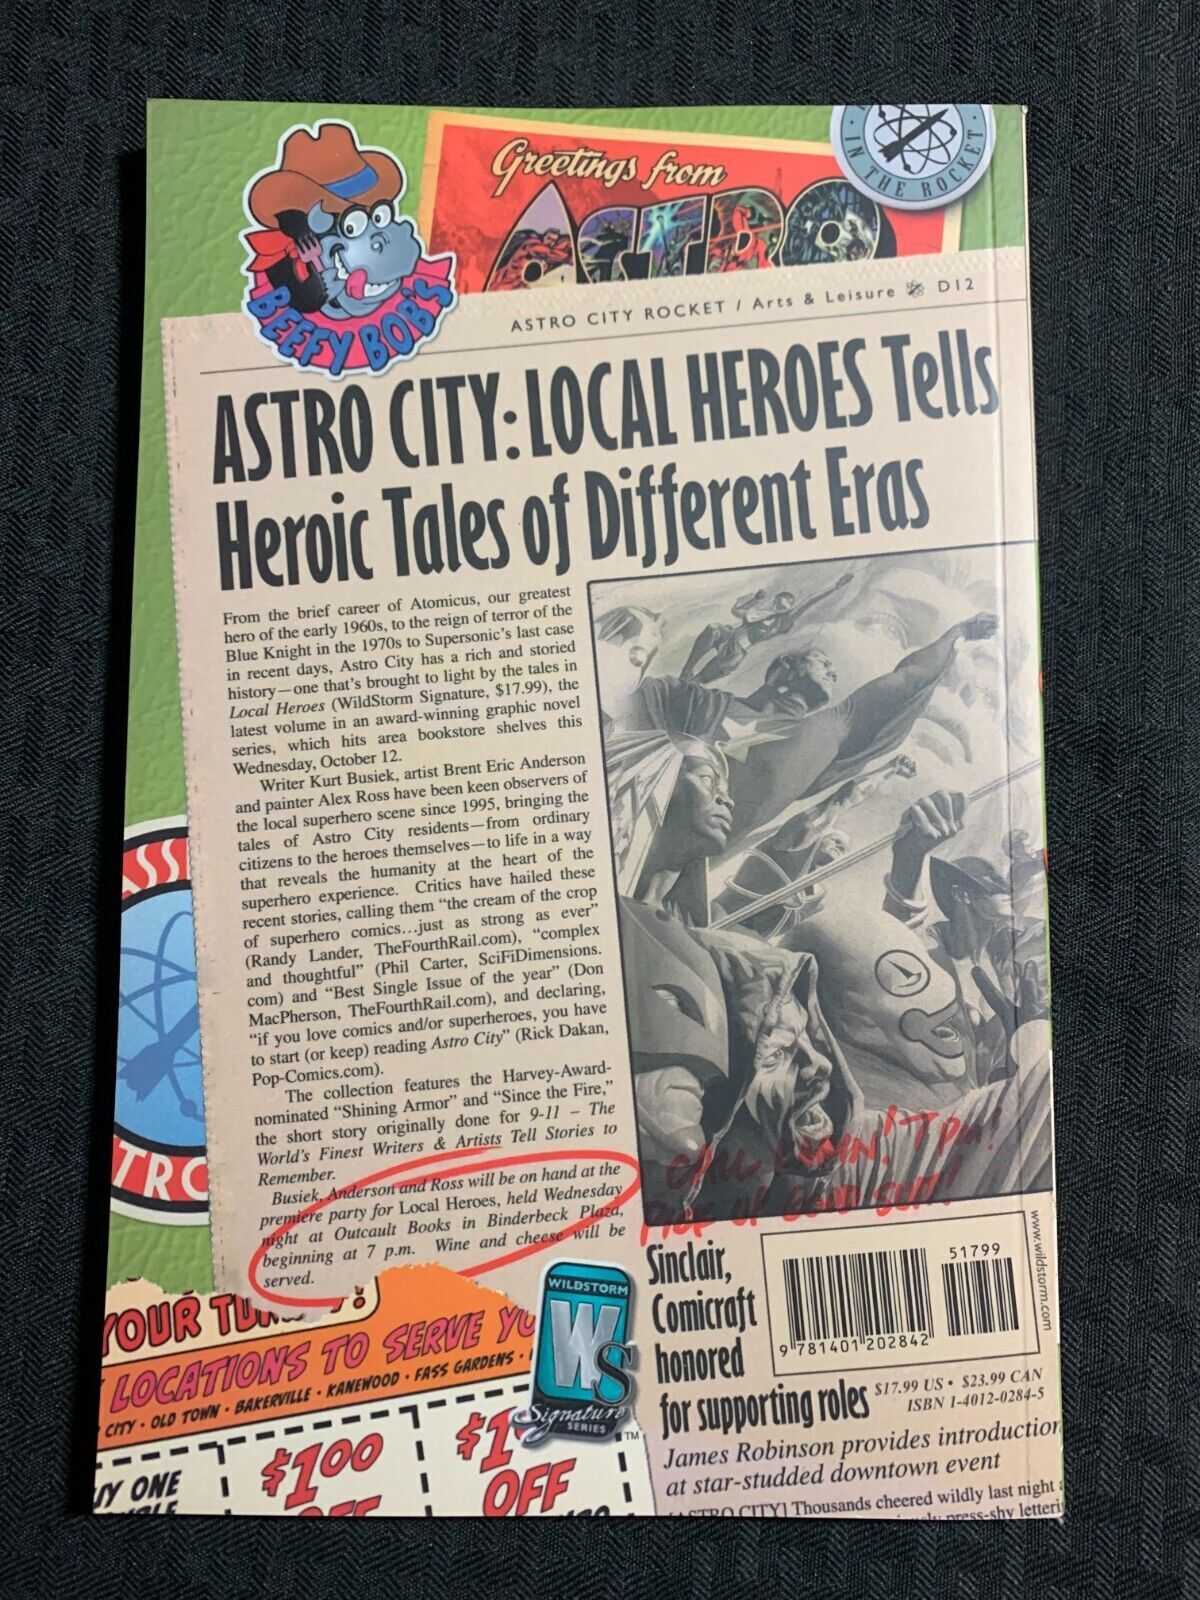 Greetings from
ASTRO
IN THE ROCKET
BEEFY BOB'S
ASTRO CITY ROCKET / Arts & Leisure D12
ASTRO CITY: LOCAL HEROES Tells
Heroic Tales of Different Eras
From the brief career of Atomicus, our greatest
hero of the early 1960s, to the reign of terror of the
Blue Knight in the 1970s to Supersonic's last case
in recent days, Astro City has a rich and storied
history—one that's brought to light by the tales in
Local Heroes (WildStorm Signature, $17.99), the
latest volume in an award-winning graphic novel
series, which hits area bookstore shelves this
Wednesday, October 12.
Writer Kurt Busiek, artist Brent Eric Anderson
and painter Alex Ross have been keen observers of
the local superhero scene since 1995, bringing the
tales of Astro City residents—from ordinary
citizens to the heroes themselves—to life in a way
that reveals the humanity at the heart of the
superhero experience. Critics have hailed these
recent stories, calling them "the cream of the crop
of superhero comics…just as strong as ever"
(Randy Lander, TheFourthRail.com), "complex
and thoughtful" (Phil Carter, SciFiDimensions.
com) and "Best Single Issue of the year" (Don
MacPherson, TheFourthRail.com), and declaring,
"if you love comics and/or superheroes, you have
to start (or keep) reading Astro City" (Rick Dakan,
Pop-Comics.com).
The collection features the Harvey-Award-
nominated "Shining Armor" and "Since the Fire,"
the short story originally done for 9-11 – The
World's Finest Writers & Artists Tell Stories to
Remember.
Busiek, Anderson and Ross will be on hand at the
premiere party for Local Heroes, held Wednesday
night at Outcault Books in Binderbeck Plaza,
beginning at 7 p.m. Wine and cheese will be
served.
ASSI
TRO
CALL
PICK UP
Sinclair,
Comicraft
honored
for supporting roles
51799
9 781401 202842
www.wildstorm.com
$17.99 US • $23.99 CAN
ISBN 1-4012-0284-5
James Robinson provides introduction
at star-studded downtown event
[ASTRO CITY] Thousands cheered wildly last night
press-shy letteri
YOUR
LOCATIONS TO SERVE YO
CITY · OLD TOWN · BAKERVILLE · KANEWOOD · FASS GARDENS ·
WILDSTORM
WS
Signature
SERIES
TM
UY ONE
$1.00
OFF
$1
OFF